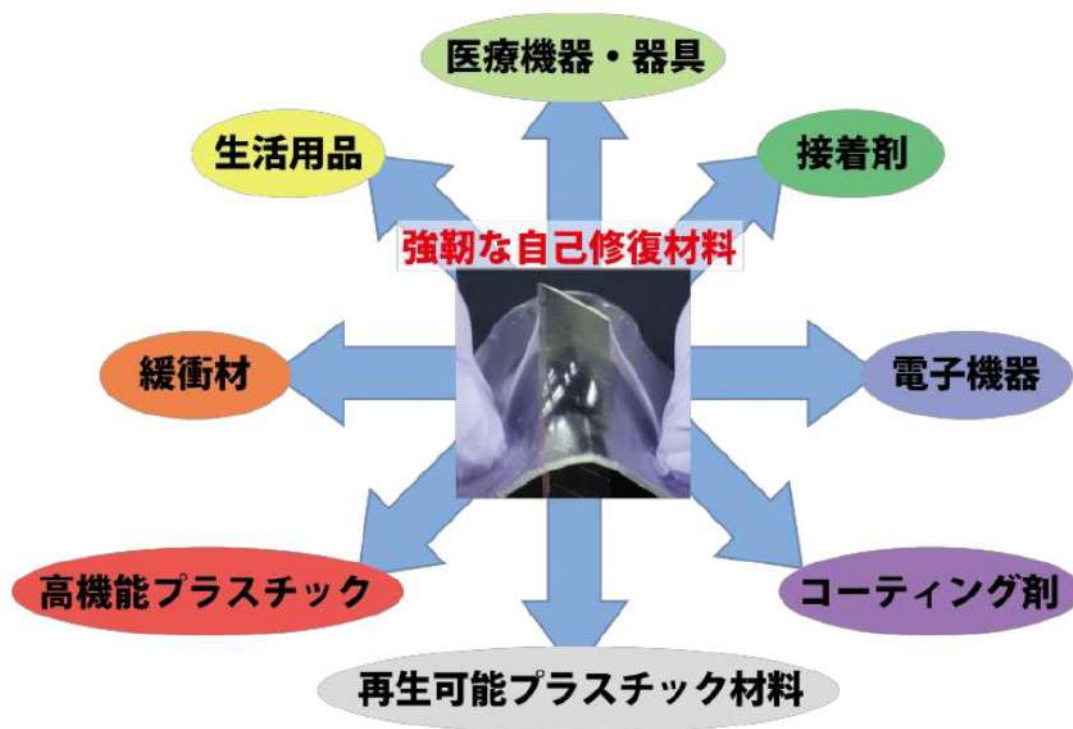 医療機器・器具
生活用品
接着剤
強靭な自己修復材料
緩衝材
電子機器
高機能プラスチック
コーティング剤
再生可能プラスチック材料